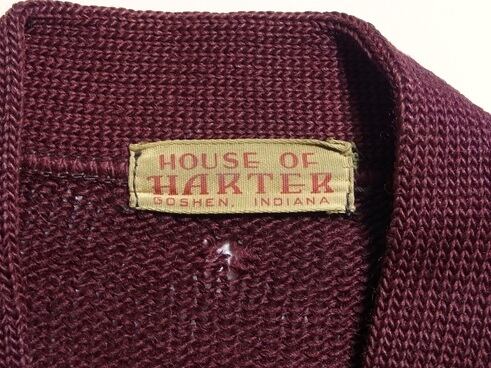 HOUSE OF
HARTER
GOSHEN, INDIANA